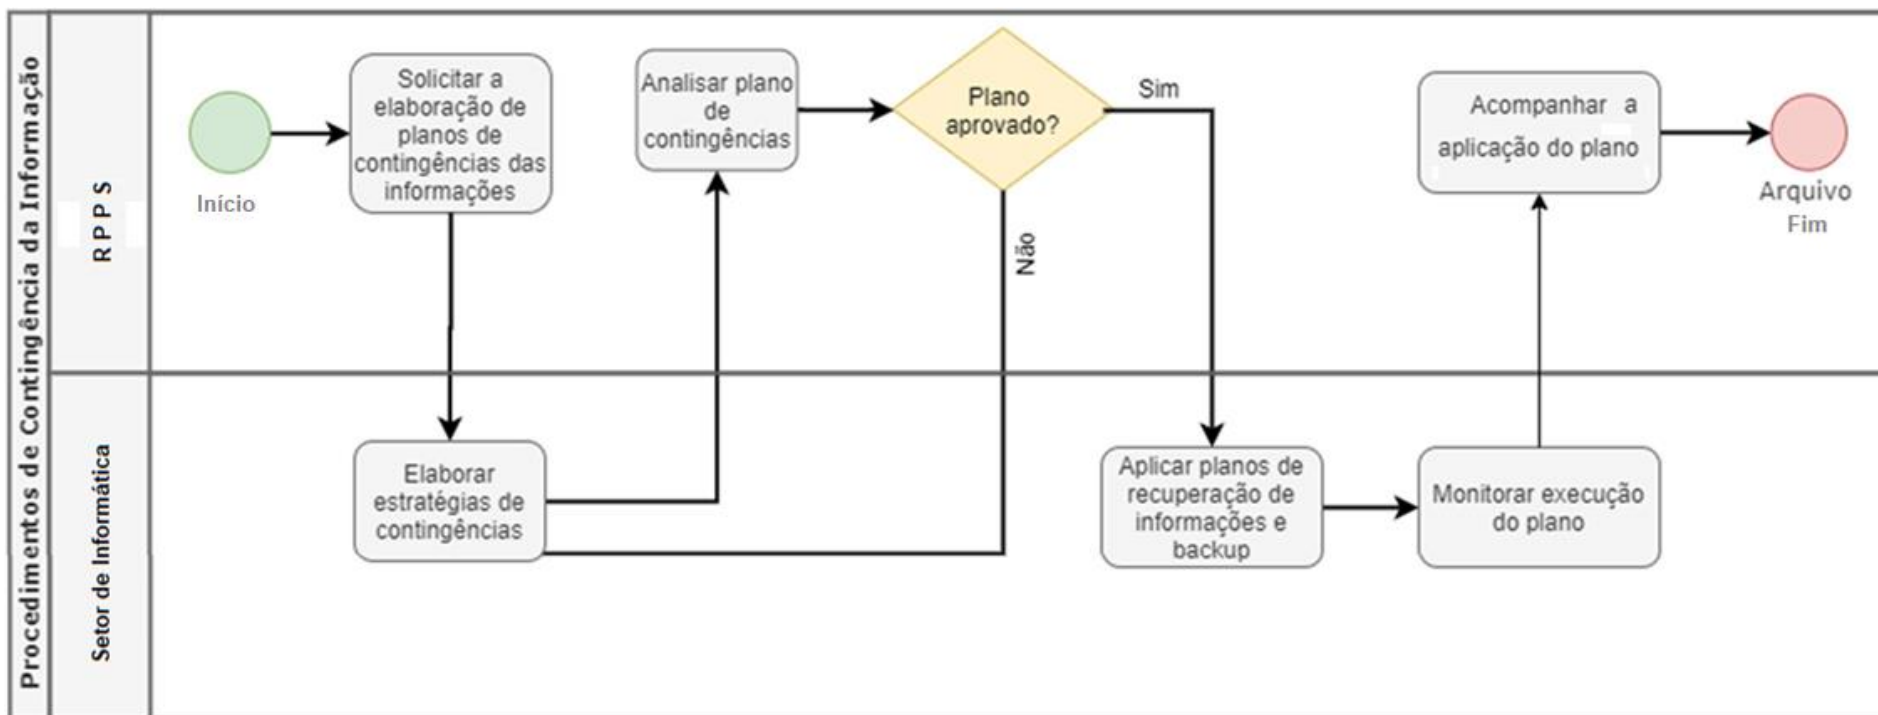 Procedimentos de Contingência da Informação
R P P S
Início
Solicitar a
elaboração de
planos de
contingências das
informações
Analisar plano
de
contingências
Plano
aprovado?
Sim
Não
Acompanhar a
aplicação do plano
Arquivo
Fim
Setor de Informática
Elaborar
estratégias de
contingências
Aplicar planos de
recuperação de
informações e
backup
Monitorar execução
do plano